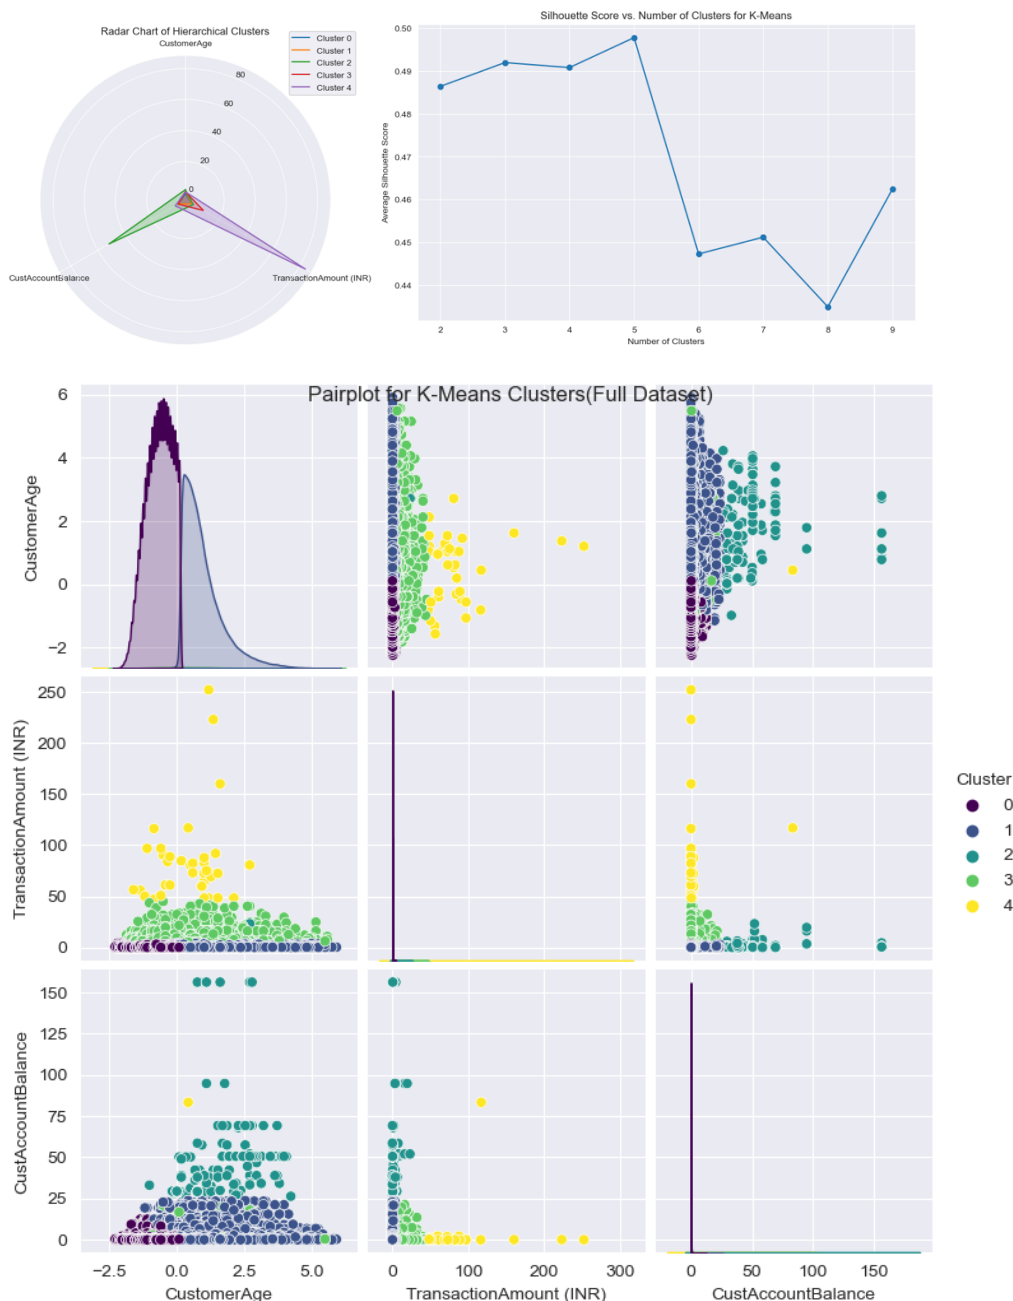 Radar Chart of Hierarchical Clusters
CustomerAge
Cluster 0
Cluster 1
Cluster 2
Cluster 3
Cluster 4
80
60
40
20
0
CustAccountBalance
TransactionAmount (INR)
Silhouette Score vs. Number of Clusters for K-Means
0.50
0.49
0.48
0.47
0.46
0.45
0.44
Average Silhouette Score
2 3 4 5 6 7 8 9
Number of Clusters
Pairplot for K-Means Clusters(Full Dataset)
6
4
2
0
−2
CustomerAge
250
200
150
100
50
0
TransactionAmount (INR)
150
125
100
75
50
25
0
CustAccountBalance
−2.5 0.0 2.5 5.0
CustomerAge
0 100 200 300
TransactionAmount (INR)
0 50 100 150
CustAccountBalance
Cluster
0
1
2
3
4